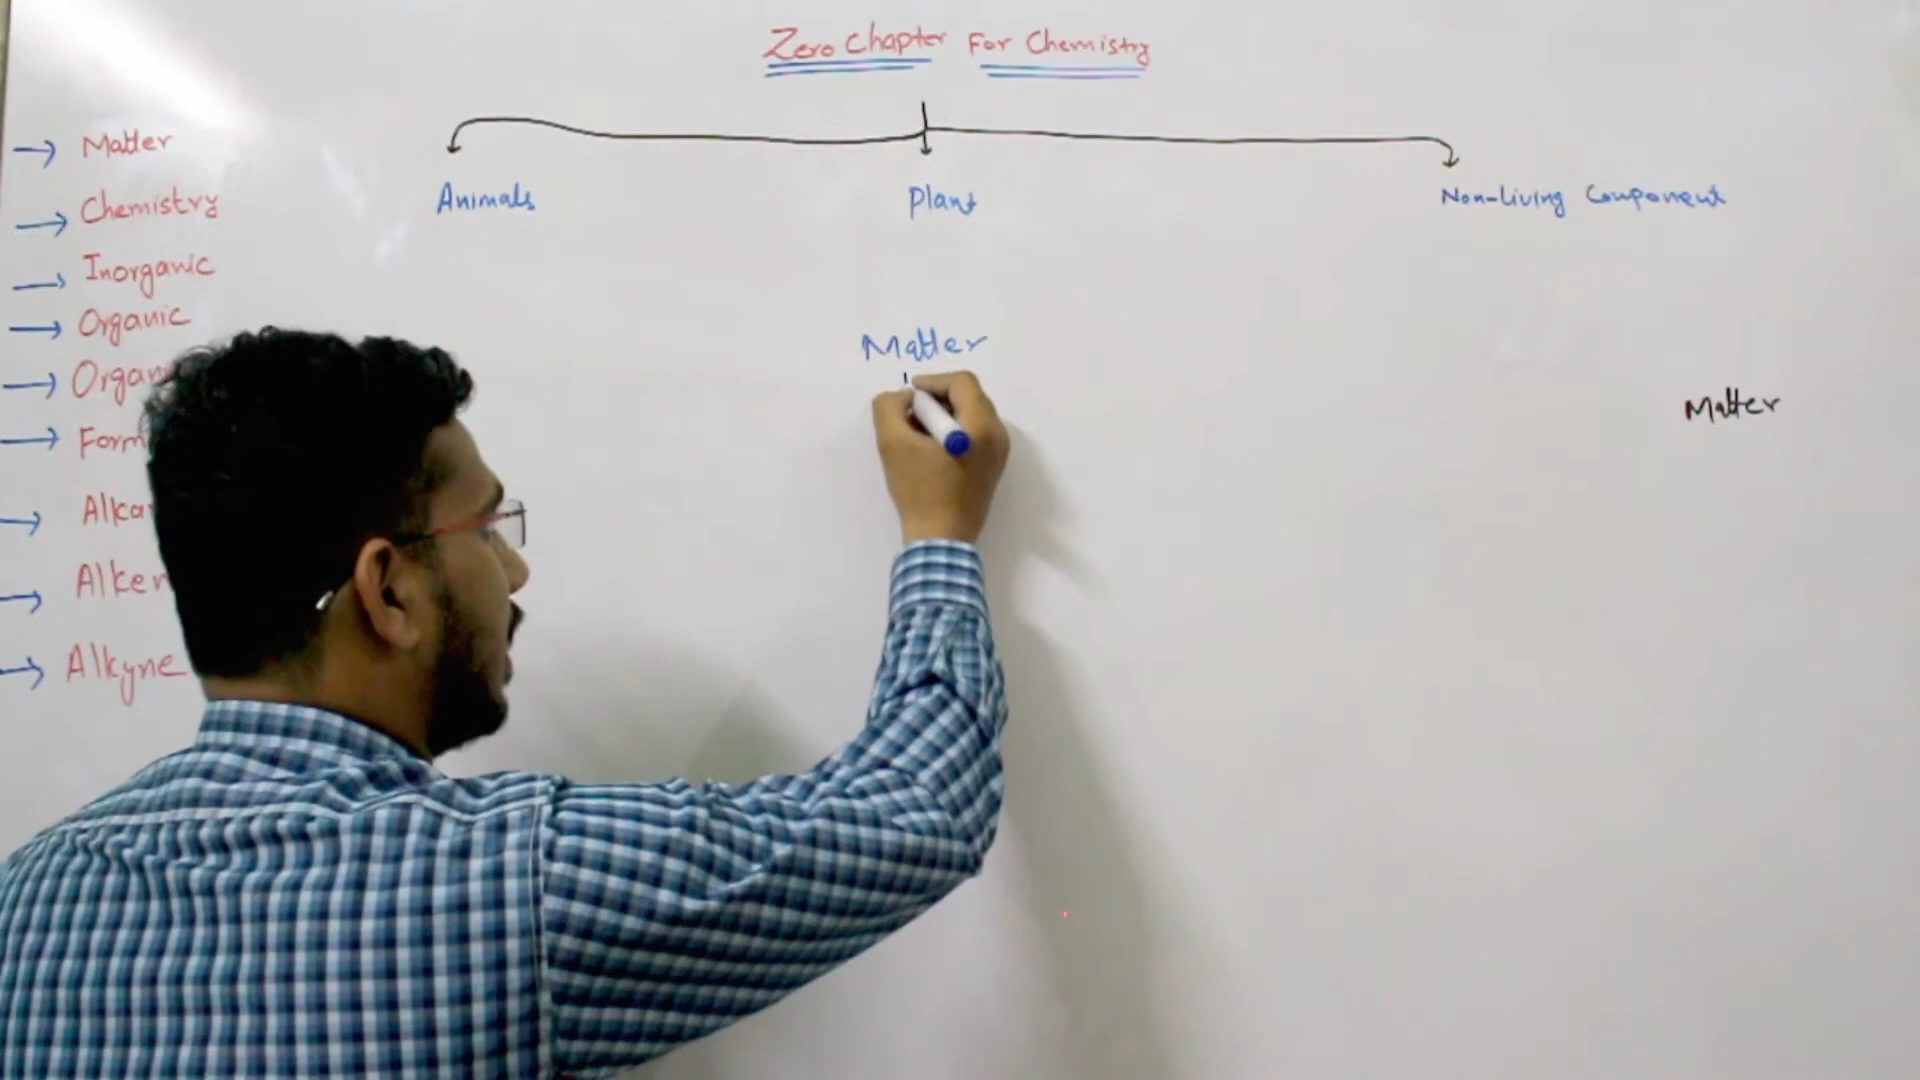 Zero Chapter For Chemistry
Animals Plant Non-Living Component
Matter
Chemistry
Inorganic
Organic
Alkyne
Matter
Matter